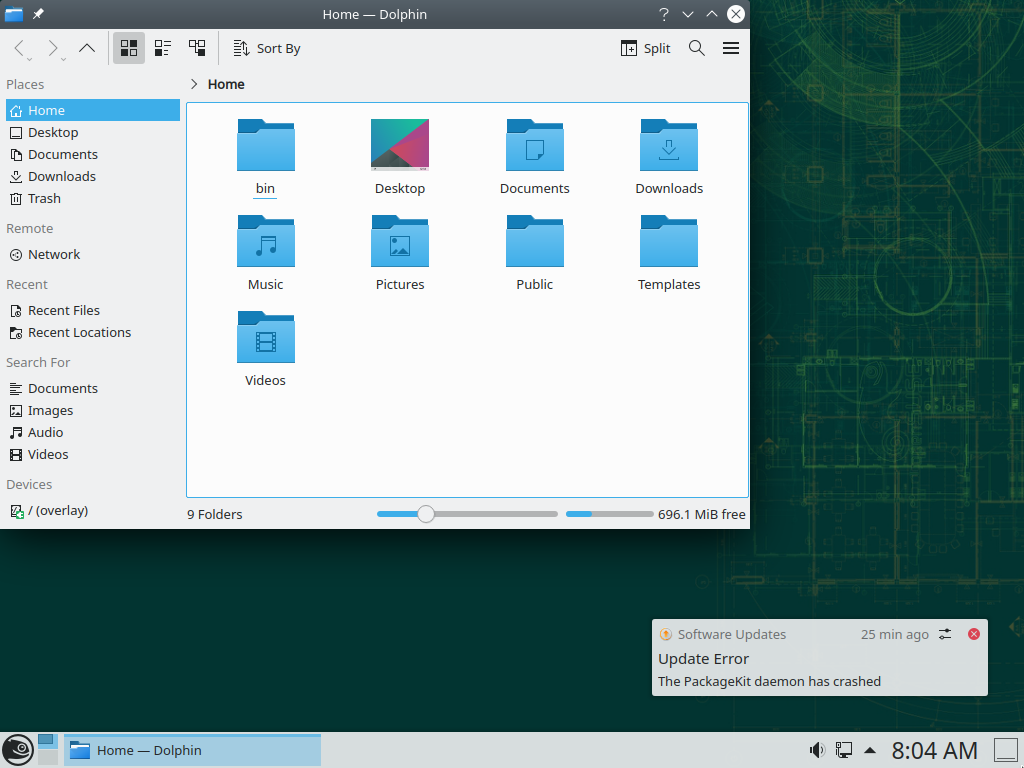 Home — Dolphin
Sort By
Split
Places
Home
Desktop
Documents
Downloads
Trash
Remote
Network
Recent
Recent Files
Recent Locations
Search For
Documents
Images
Audio
Videos
Devices
/ (overlay)
Home
bin
Desktop
Documents
Downloads
Music
Pictures
Public
Templates
Videos
9 Folders
696.1 MiB free
Software Updates
25 min ago
Update Error
The PackageKit daemon has crashed
Home — Dolphin
8:04 AM